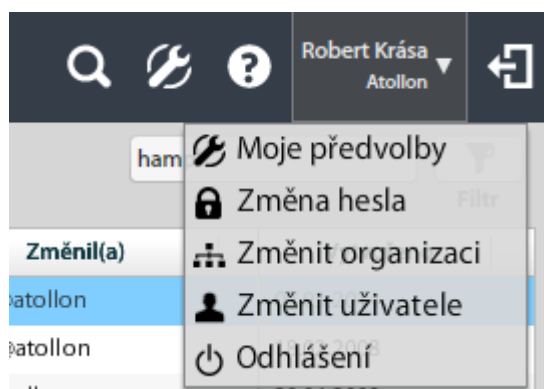 Robert Krása
Atollon
ham
Moje předvolby
Filtr
Změna hesla
Změnil(a)
Změnit organizaci
atollon
Změnit uživatele
atollon
Odhlášení